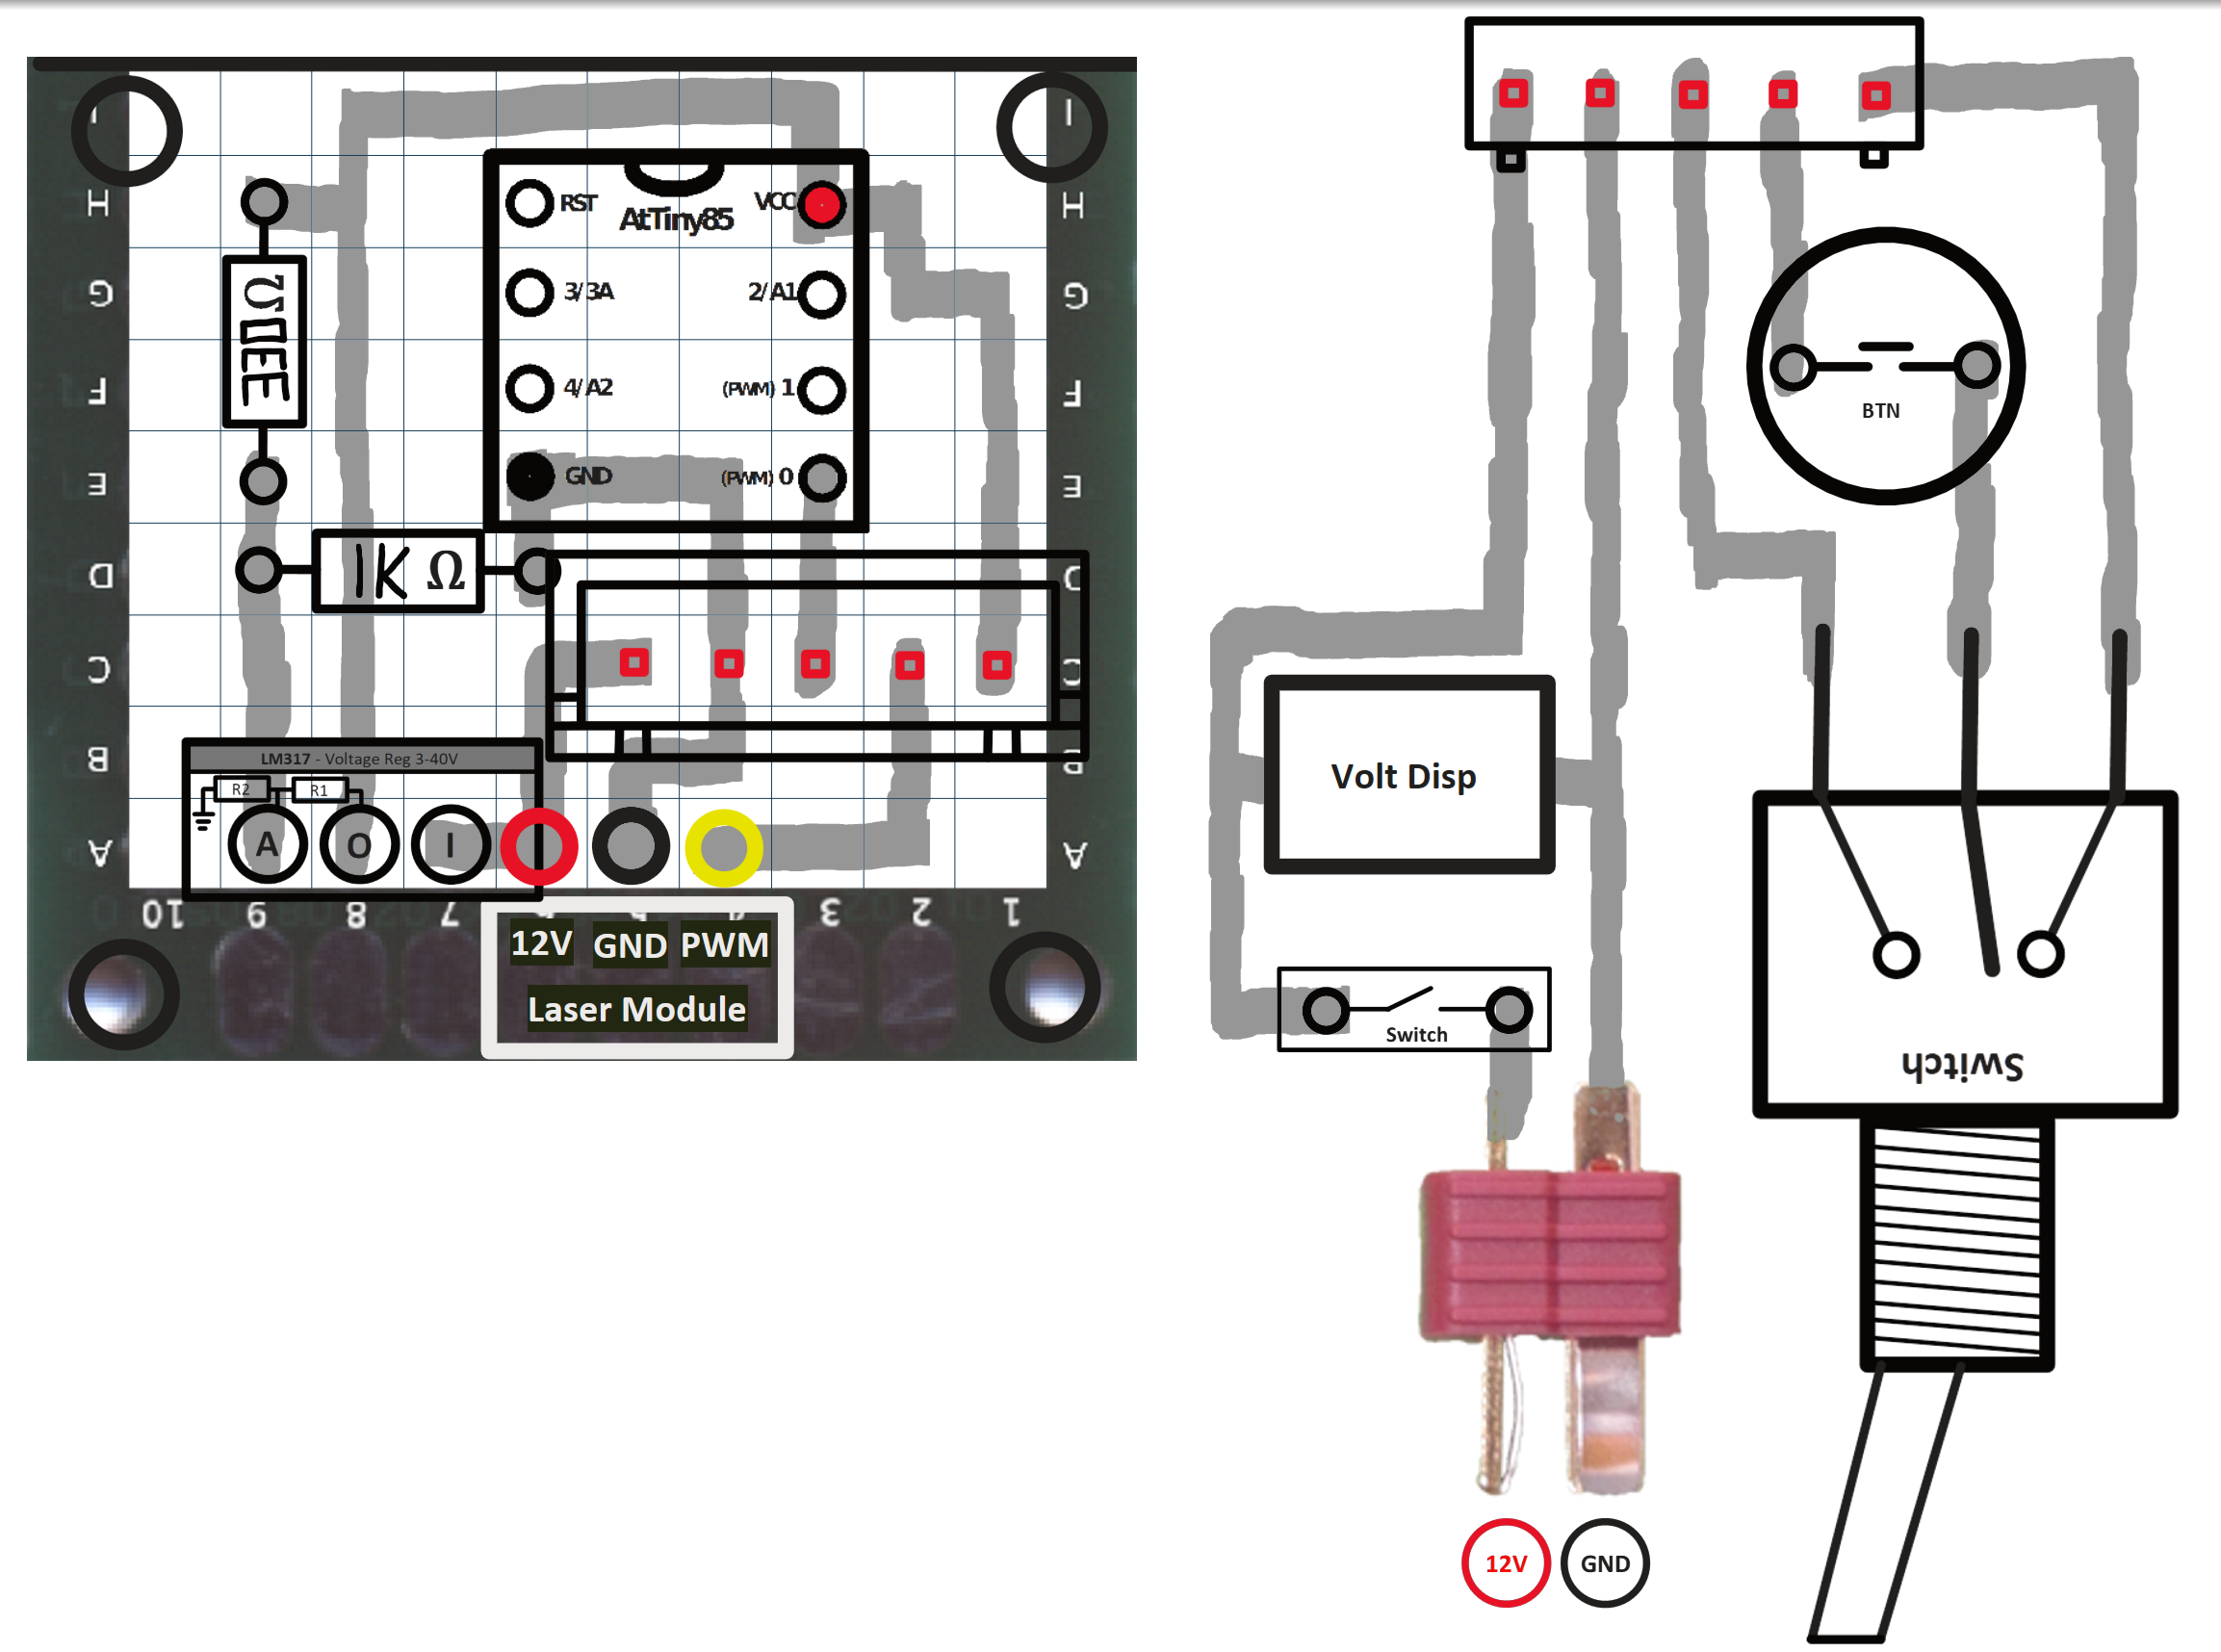 I
I
H
H
RST
AtTiny85
VCC
G
3/3A
2/A1
G
330Ω
F
4/A2
(PWM) 1
F
E
GND
(PWM) 0
E
D
1K Ω
D
C
C
B
LM317 - Voltage Reg 3-40V
B
R2
R1
A
A
O
I
A
10 9 8 7 3 2 1
12V GND PWM
Laser Module
BTN
Volt Disp
Switch
Switch
12V
GND